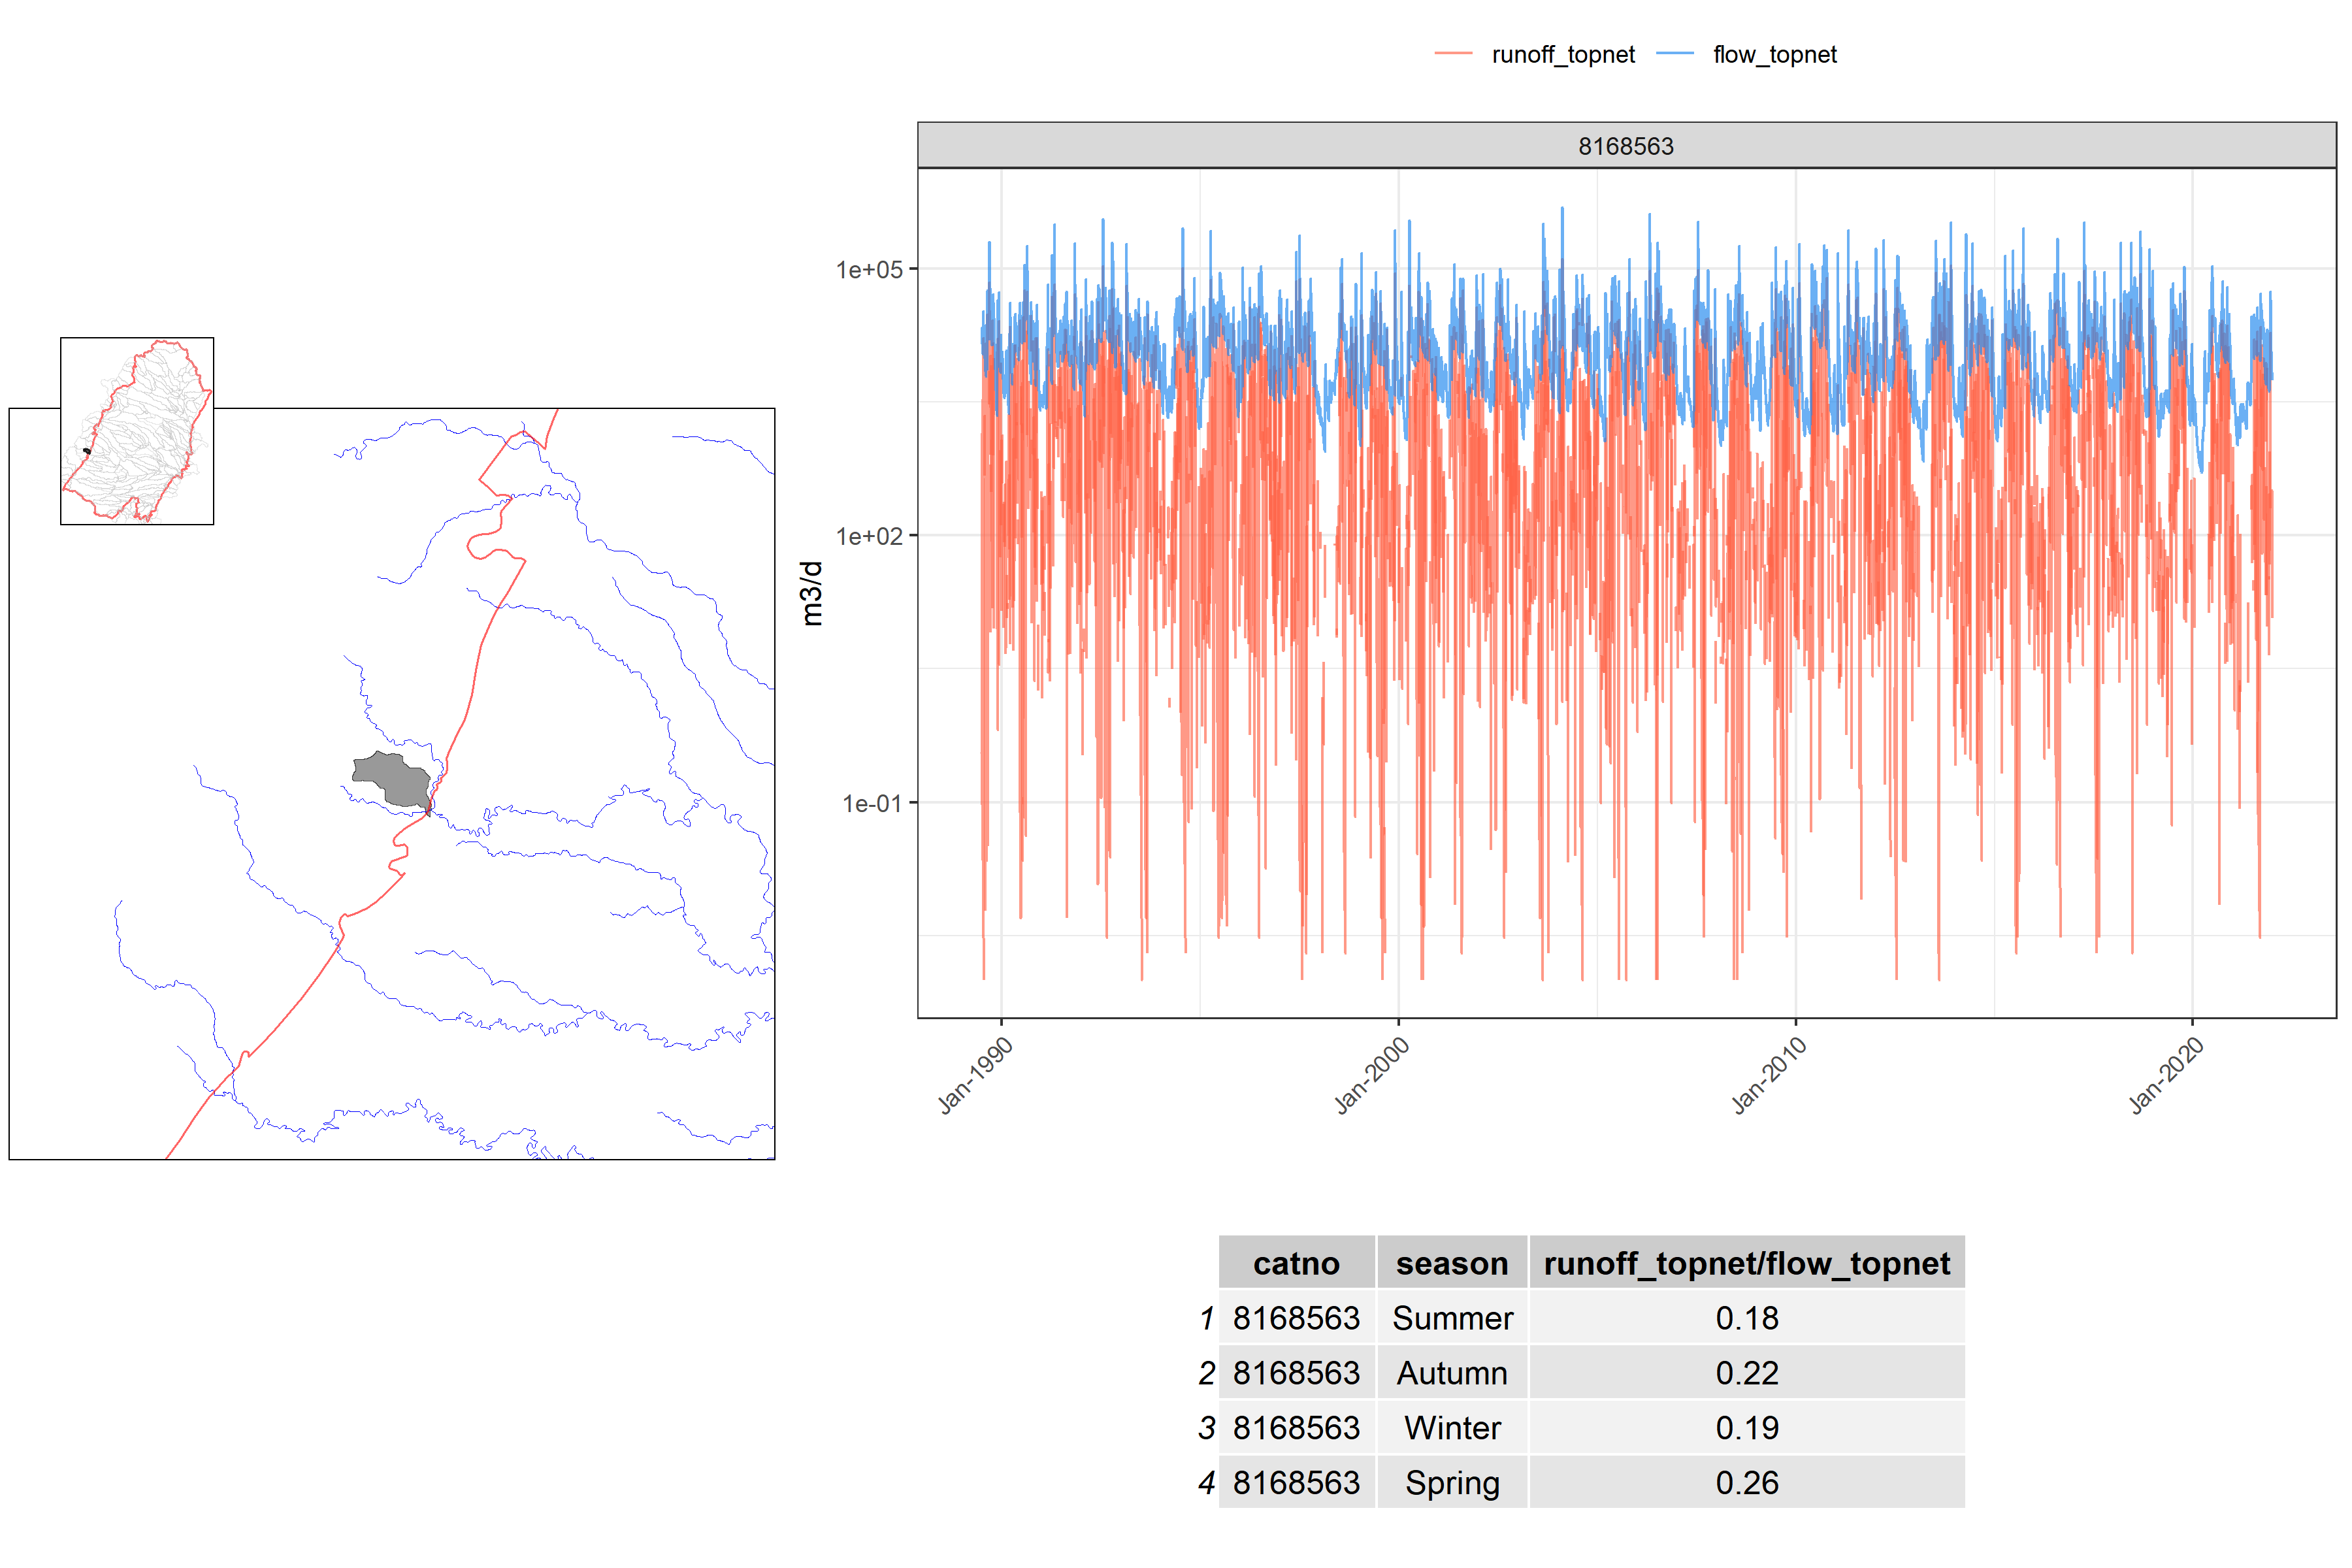 runoff_topnet flow_topnet
8168563
1e+05
1e+02
1e-01
m3/d
Jan-1990 Jan-2000 Jan-2010 Jan-2020
catno season runoff_topnet/flow_topnet
1 8168563 Summer 0.18
2 8168563 Autumn 0.22
3 8168563 Winter 0.19
4 8168563 Spring 0.26